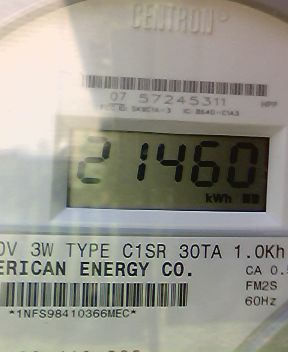 CENTRON
07 57245311 HPP
21460
kWh
0V 3W TYPE C1SR 30TA 1.0Kh
ERICAN ENERGY CO. CA 0.5
FM2S
*1NFS98410366MEC* 60Hz